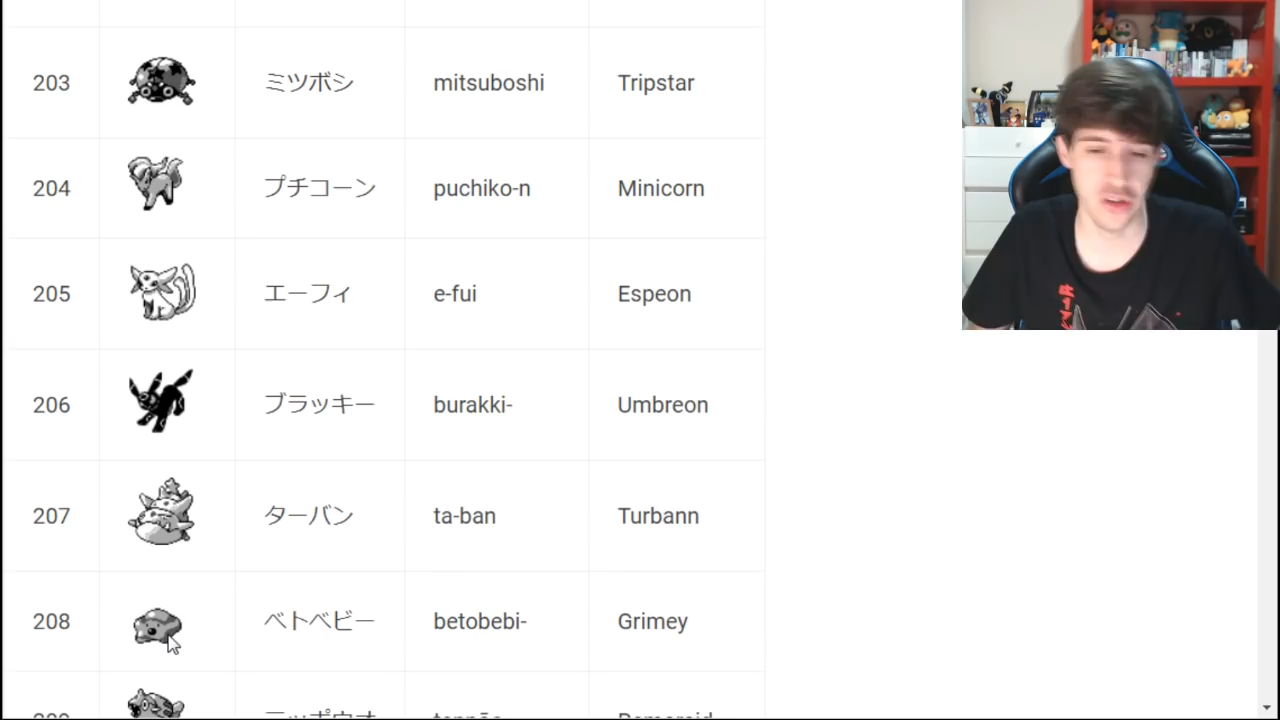 203 ミツボシ mitsuboshi Tripstar
204 プチコーン puchiko-n Minicorn
205 エーフィ e-fui Espeon
206 ブラッキー burakki- Umbreon
207 ターバン ta-ban Turbann
208 ベトベビー betobebi- Grimey